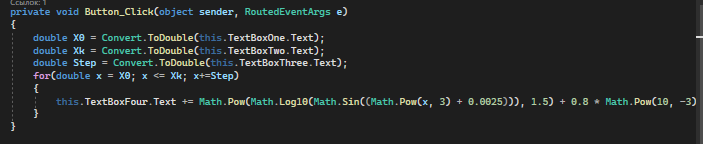 Ссылок: 1
private void Button_Click(object sender, RoutedEventArgs e)
{
double X0 = Convert.ToDouble(this.TextBoxOne.Text);
double Xk = Convert.ToDouble(this.TextBoxTwo.Text);
double Step = Convert.ToDouble(this.TextBoxThree.Text);
for(double x = X0; x <= Xk; x+=Step)
{
this.TextBoxFour.Text += Math.Pow(Math.Log10(Math.Sin((Math.Pow(x, 3) + 0.0025))), 1.5) + 0.8 * Math.Pow(10, -3)
}
}